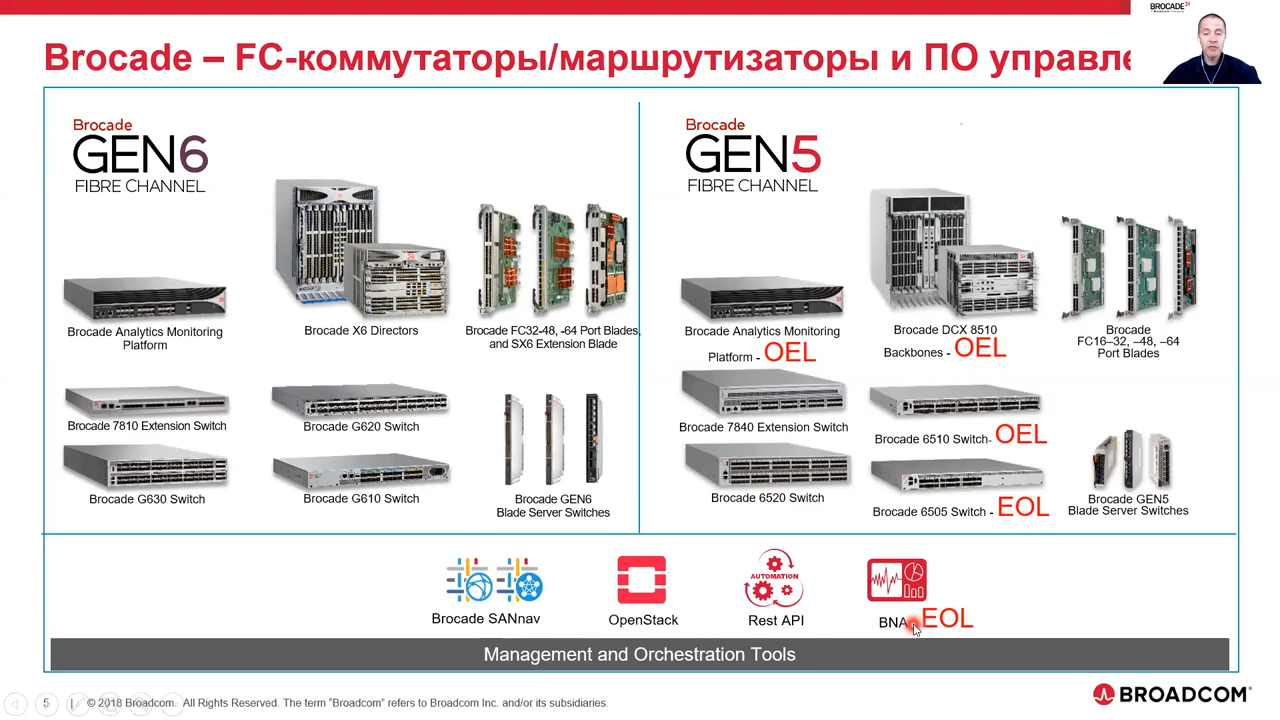 BROCADE
Brocade – FC-коммутаторы/маршрутизаторы и ПО управле
Brocade
GEN6
FIBRE CHANNEL
Brocade Analytics Monitoring
Platform
Brocade X6 Directors
Brocade FC32-48, -64 Port Blades,
and SX6 Extension Blade
Brocade 7810 Extension Switch
Brocade G620 Switch
Brocade G630 Switch
Brocade G610 Switch
Brocade GEN6
Blade Server Switches
Brocade
GEN5
FIBRE CHANNEL
Brocade Analytics Monitoring
Platform - OEL
Brocade DCX 8510
Backbones - OEL
Brocade
FC16–32, –48, –64
Port Blades
Brocade 7840 Extension Switch
Brocade 6510 Switch- OEL
Brocade 6520 Switch
Brocade 6505 Switch - EOL
Brocade GEN5
Blade Server Switches
Brocade SANnav
OpenStack
AUTOMATION
Rest API
BNA EOL
Management and Orchestration Tools
5 | © 2018 Broadcom. All Rights Reserved. The term "Broadcom" refers to Broadcom Inc. and/or its subsidiaries.
BROADCOM